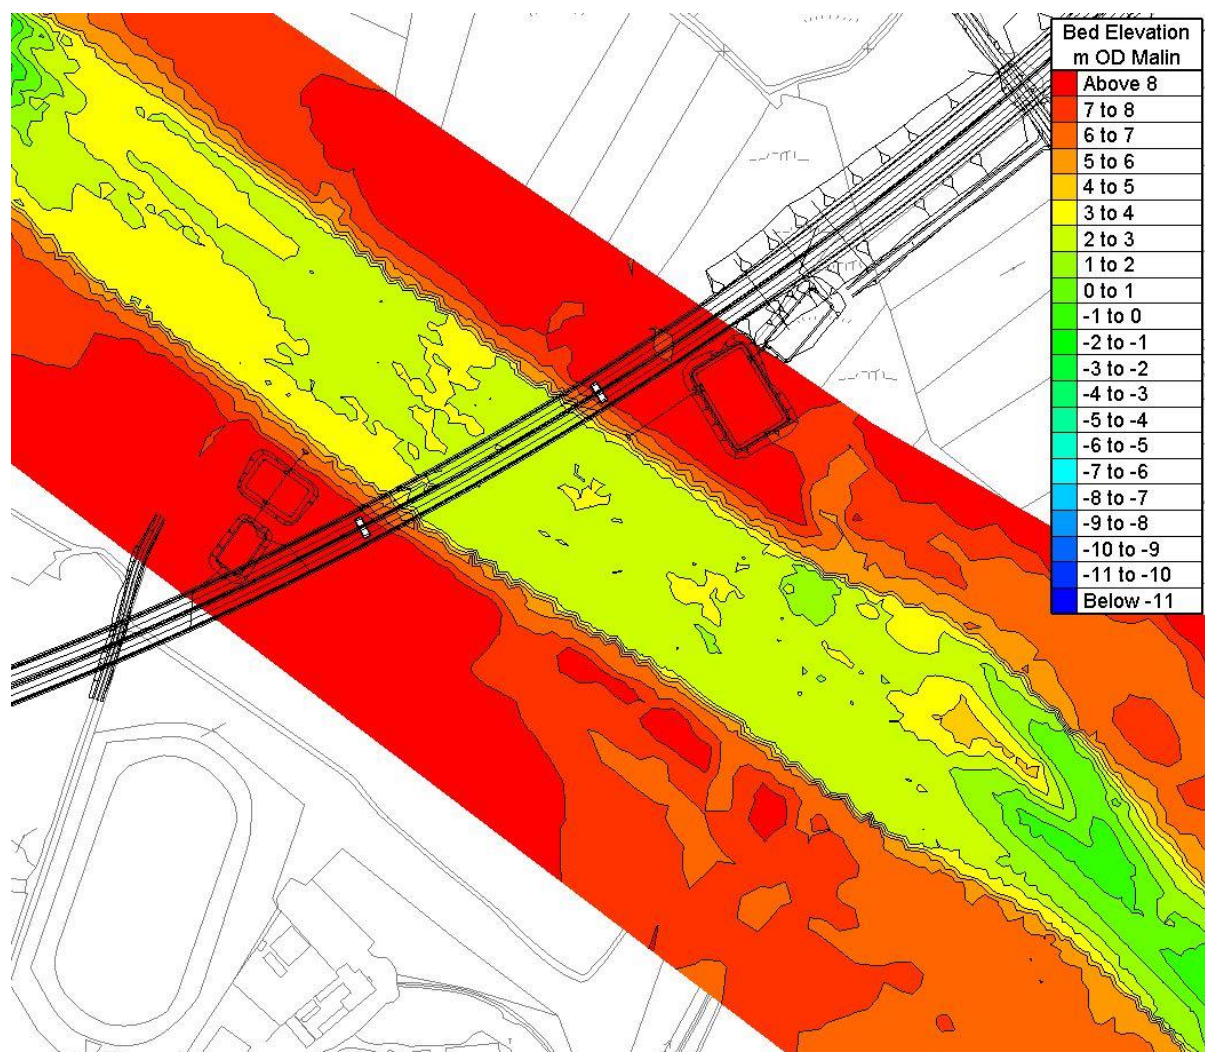 Bed Elevation
m OD Malin
Above 8
7 to 8
6 to 7
5 to 6
4 to 5
3 to 4
2 to 3
1 to 2
0 to 1
-1 to 0
-2 to -1
-3 to -2
-4 to -3
-5 to -4
-6 to -5
-7 to -6
-8 to -7
-9 to -8
-10 to -9
-11 to -10
Below -11